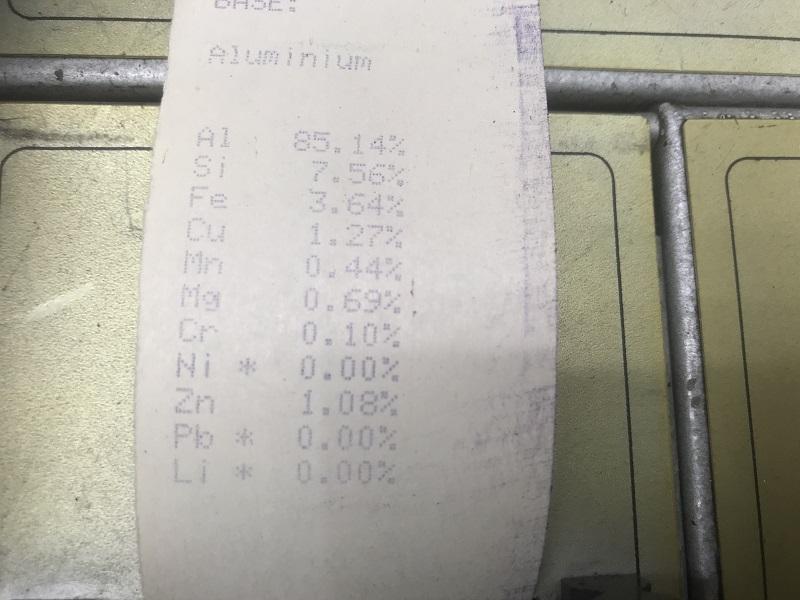 BASE:
Aluminium
Al 85.14%
Si 7.56%
Fe 3.64%
Cu 1.27%
Mn 0.44%
Mg 0.69%
Cr 0.10%
Ni * 0.00%
Zn 1.08%
Pb * 0.00%
Li * 0.00%